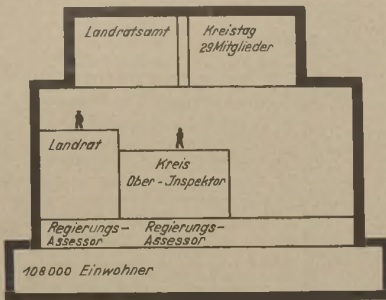 Landratsamt
Kreistag
29 Mitglieder
Landrat
Kreis
Ober-Inspektor
Regierungs-
Assessor
Regierungs-
Assessor
108000 Einwohner